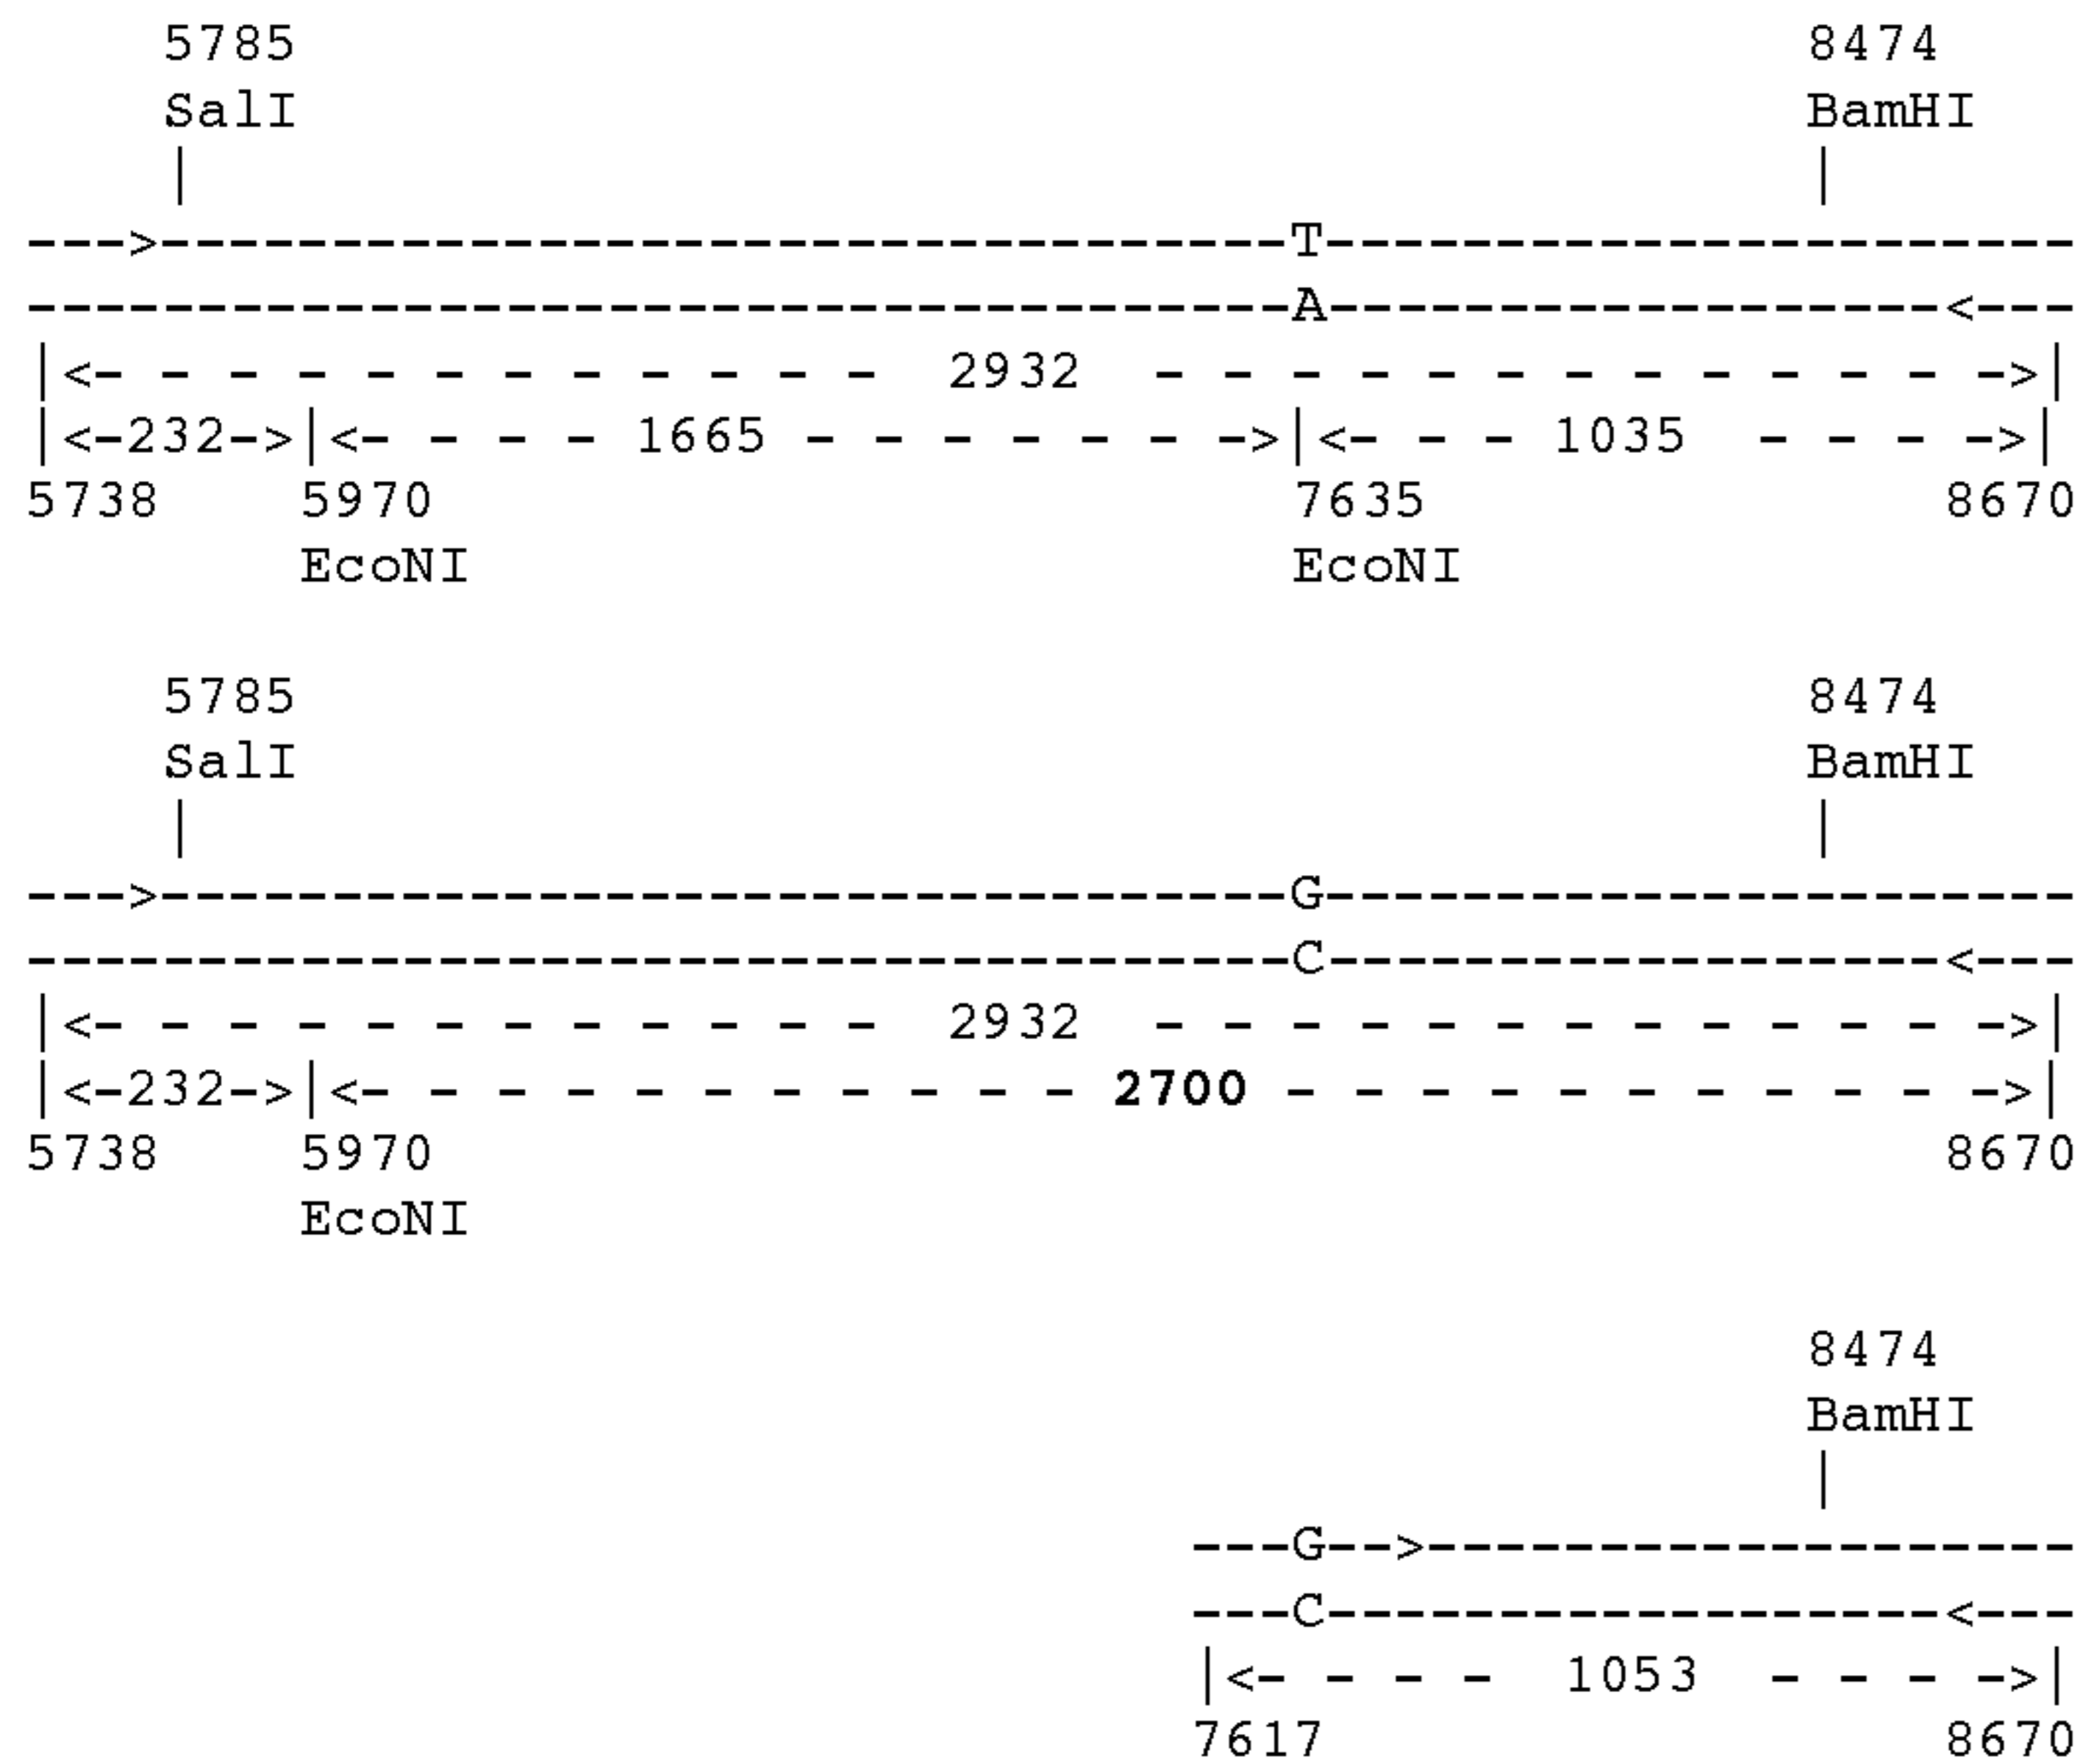 5785 8474
SalI BamHI
| |
--->---------------------------------T----------------------
-------------------------------------A------------------<---
|<- - - - - - - - - - - - 2932 - - - - - - - - - - - - ->|
|<-232->|<- - - - 1665 - - - - - - ->|<- - - 1035 - - - ->|
5738 5970 7635 8670
EcoNI EcoNI
5785 8474
SalI BamHI
| |
--->---------------------------------G----------------------
-------------------------------------C------------------<---
|<- - - - - - - - - - - - 2932 - - - - - - - - - - - - ->|
|<-232->|<- - - - - - - - - - - 2700 - - - - - - - - - - ->|
5738 5970 8670
EcoNI
8474
BamHI
|
---G-->-------------------
---C------------------<---
|<- - - - 1053 - - - ->|
7617 8670